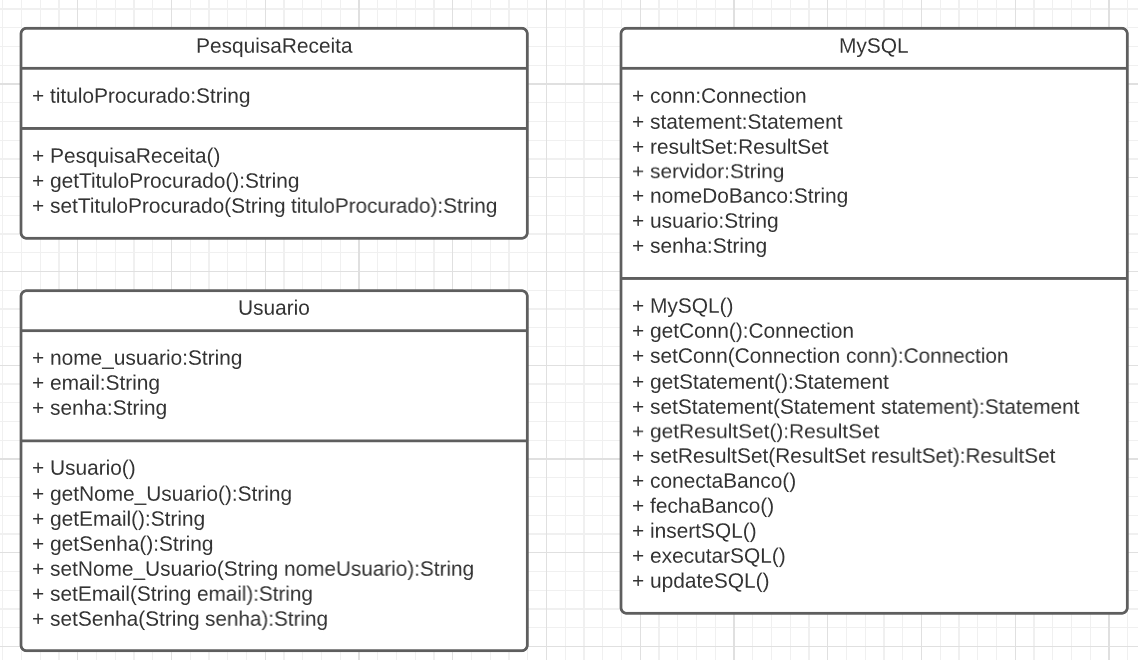 PesquisaReceita
+ tituloProcurado:String
+ PesquisaReceita()
+ getTituloProcurado():String
+ setTituloProcurado(String tituloProcurado):String
Usuario
+ nome_usuario:String
+ email:String
+ senha:String
+ Usuario()
+ getNome_Usuario():String
+ getEmail():String
+ getSenha():String
+ setNome_Usuario(String nomeUsuario):String
+ setEmail(String email):String
+ setSenha(String senha):String
MySQL
+ conn:Connection
+ statement:Statement
+ resultSet:ResultSet
+ servidor:String
+ nomeDoBanco:String
+ usuario:String
+ senha:String
+ MySQL()
+ getConn():Connection
+ setConn(Connection conn):Connection
+ getStatement():Statement
+ setStatement(Statement statement):Statement
+ getResultSet():ResultSet
+ setResultSet(ResultSet resultSet):ResultSet
+ conectaBanco()
+ fechaBanco()
+ insertSQL()
+ executarSQL()
+ updateSQL()